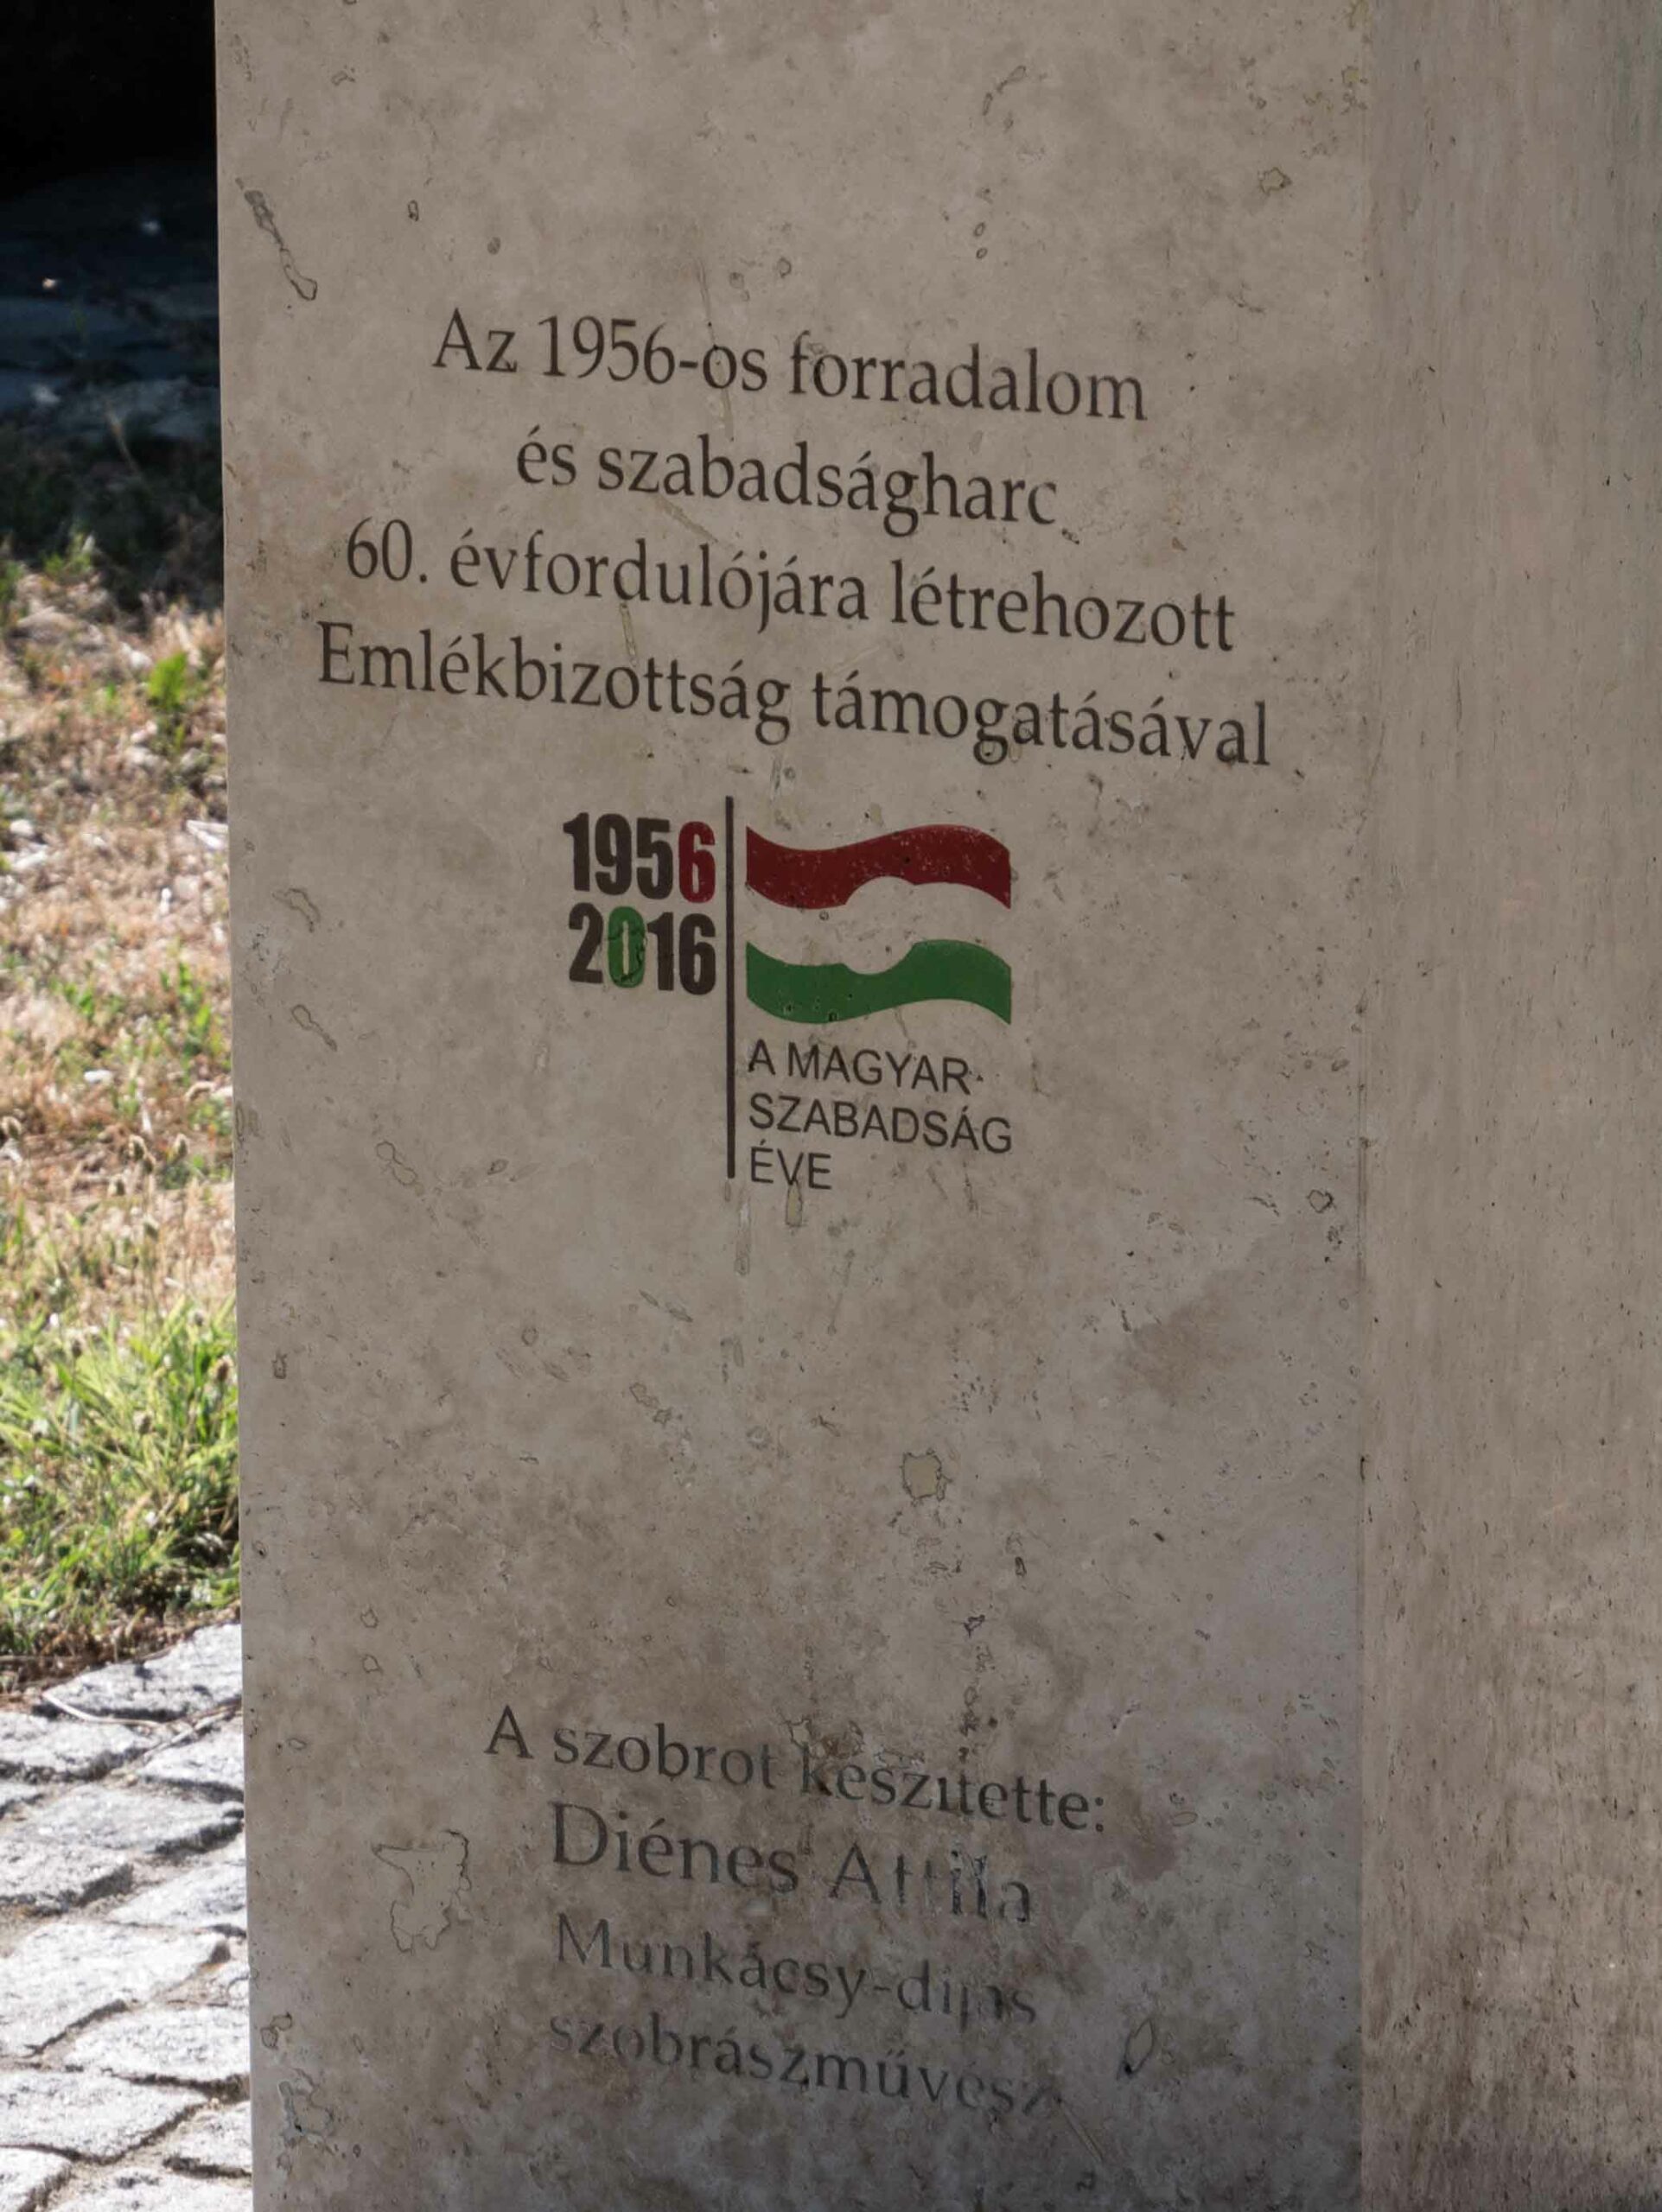 Az 1956-os forradalom
és szabadságharc
60. évfordulójára létrehozott
Emlékbizottság támogatásával
1956
2016
A MAGYAR
SZABADSÁG
ÉVE
A szobrot készítette:
Diénes Attila
Munkácsy-díjas
szobrászművész